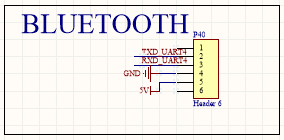 BLUETOOTH
P40
TXD_UART4
RXD_UART4
GND
5V
1
2
3
4
5
6
Header 6